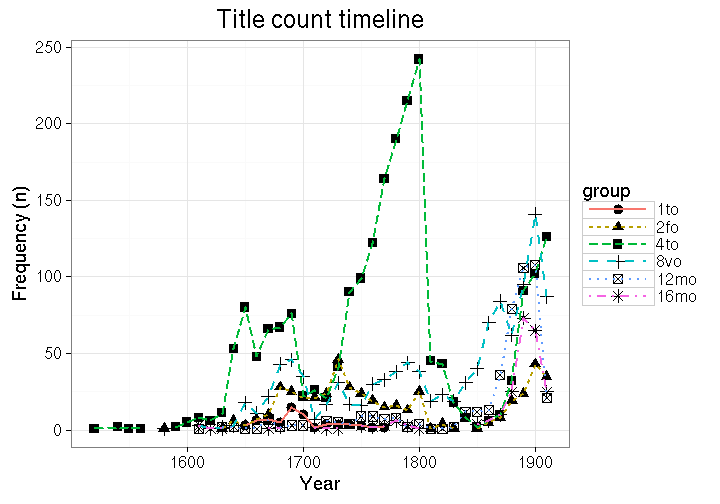 Title count timeline
250
200
150
100
50
0
Frequency (n)
1600
1700
1800
1900
Year
group
1to
2fo
4to
8vo
12mo
16mo